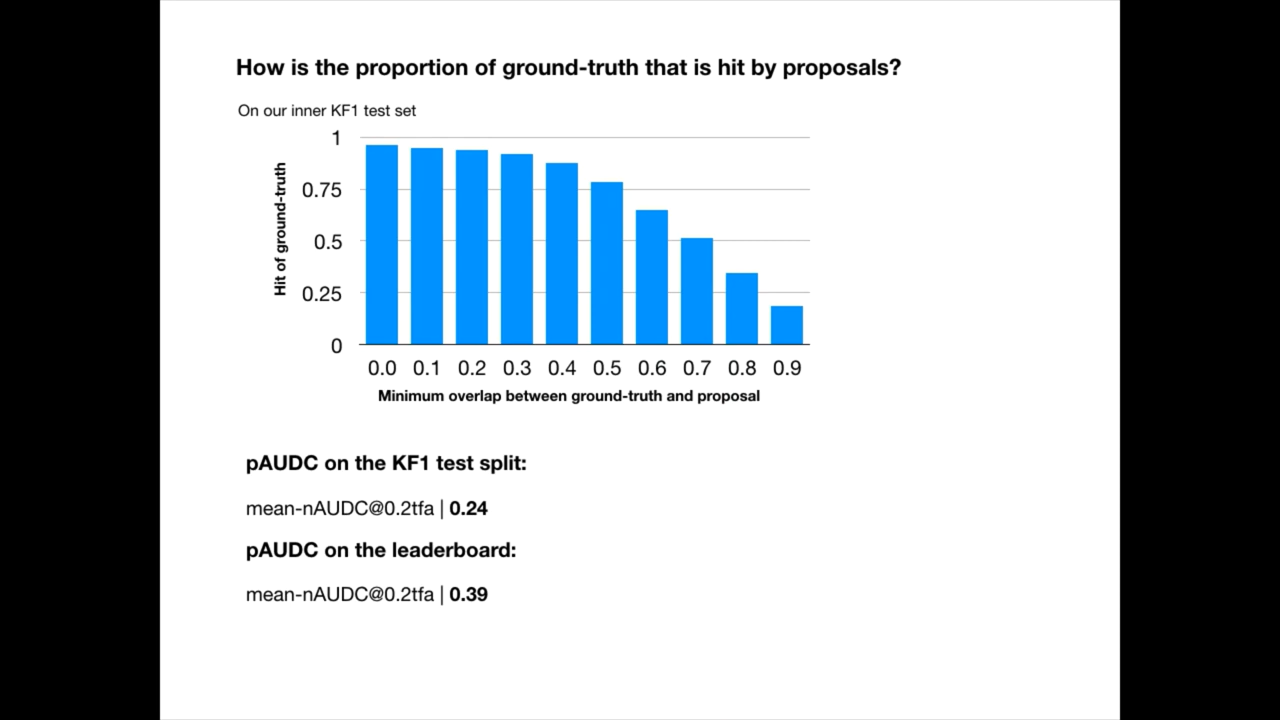 How is the proportion of ground-truth that is hit by proposals?
On our inner KF1 test set
Hit of ground-truth
1
0.75
0.5
0.25
0
0.0 0.1 0.2 0.3 0.4 0.5 0.6 0.7 0.8 0.9
Minimum overlap between ground-truth and proposal
pAUDC on the KF1 test split:
mean-nAUDC@0.2tfa | 0.24
pAUDC on the leaderboard:
mean-nAUDC@0.2tfa | 0.39